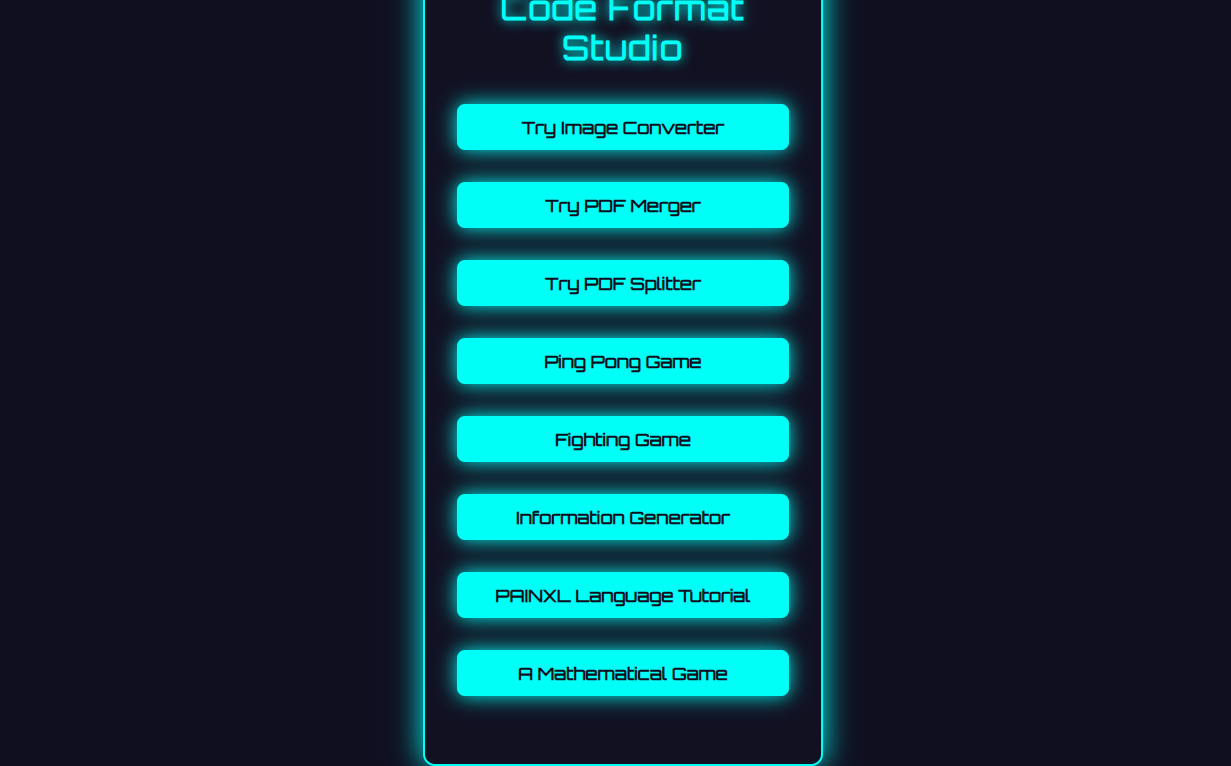 Code Format
Studio
Try Image Converter
Try PDF Merger
Try PDF Splitter
Ping Pong Game
Fighting Game
Information Generator
PAINXL Language Tutorial
A Mathematical Game